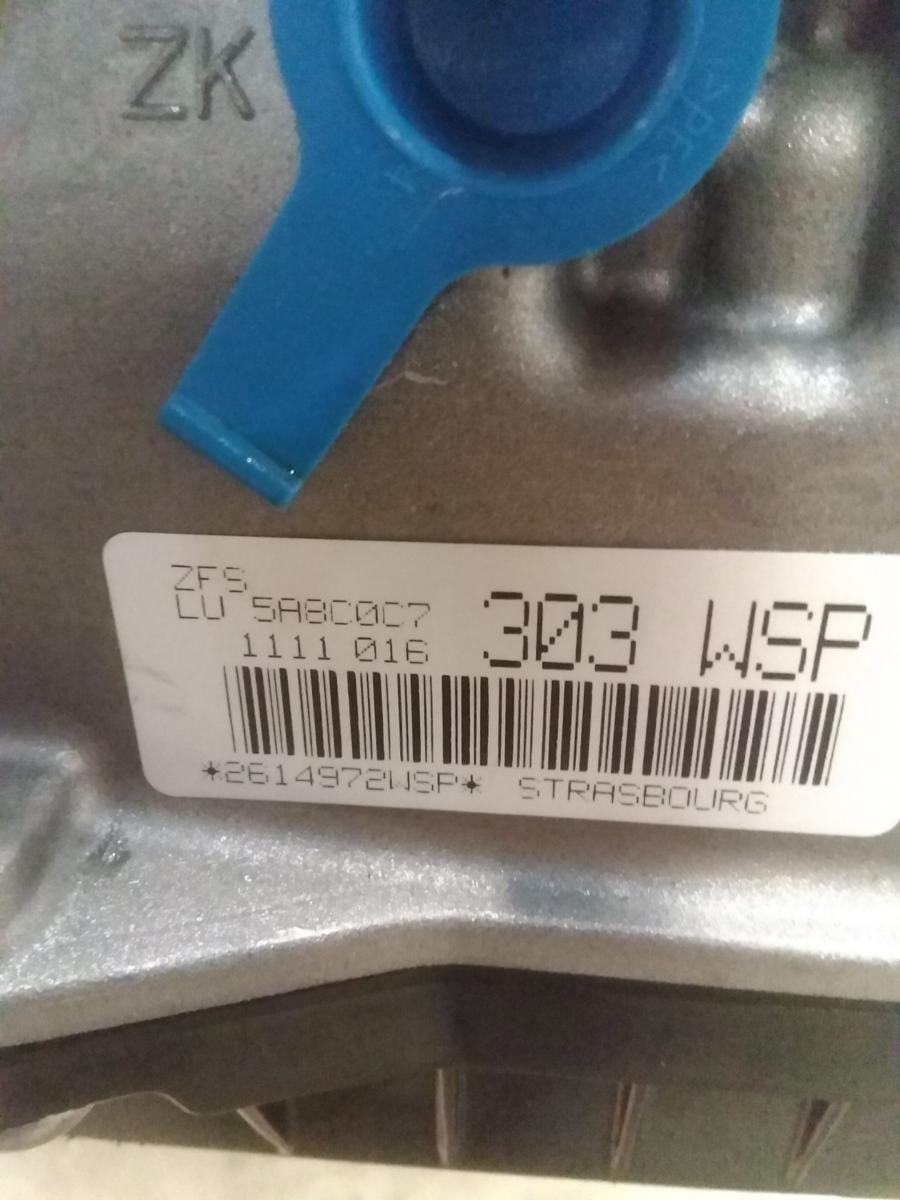 ZK
ZFS
LU 5A8C0C7
1111 016
303 WSP
*2614972WSP* STRASBOURG